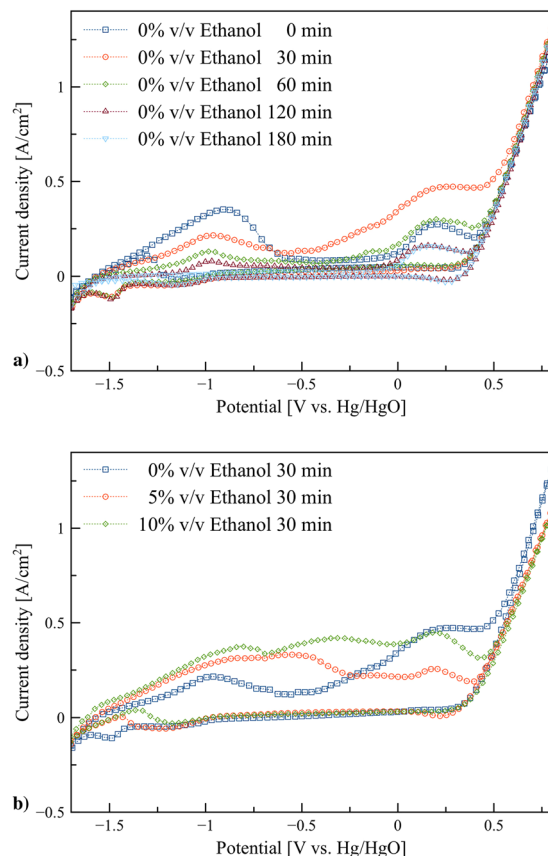 0% v/v Ethanol 0 min
0% v/v Ethanol 30 min
0% v/v Ethanol 60 min
0% v/v Ethanol 120 min
0% v/v Ethanol 180 min
Current density [A/cm²]
1
0.5
0
−0.5
−1.5 −1 −0.5 0 0.5
Potential [V vs. Hg/HgO]
a)
0% v/v Ethanol 30 min
5% v/v Ethanol 30 min
10% v/v Ethanol 30 min
Current density [A/cm²]
1
0.5
0
−0.5
−1.5 −1 −0.5 0 0.5
Potential [V vs. Hg/HgO]
b)